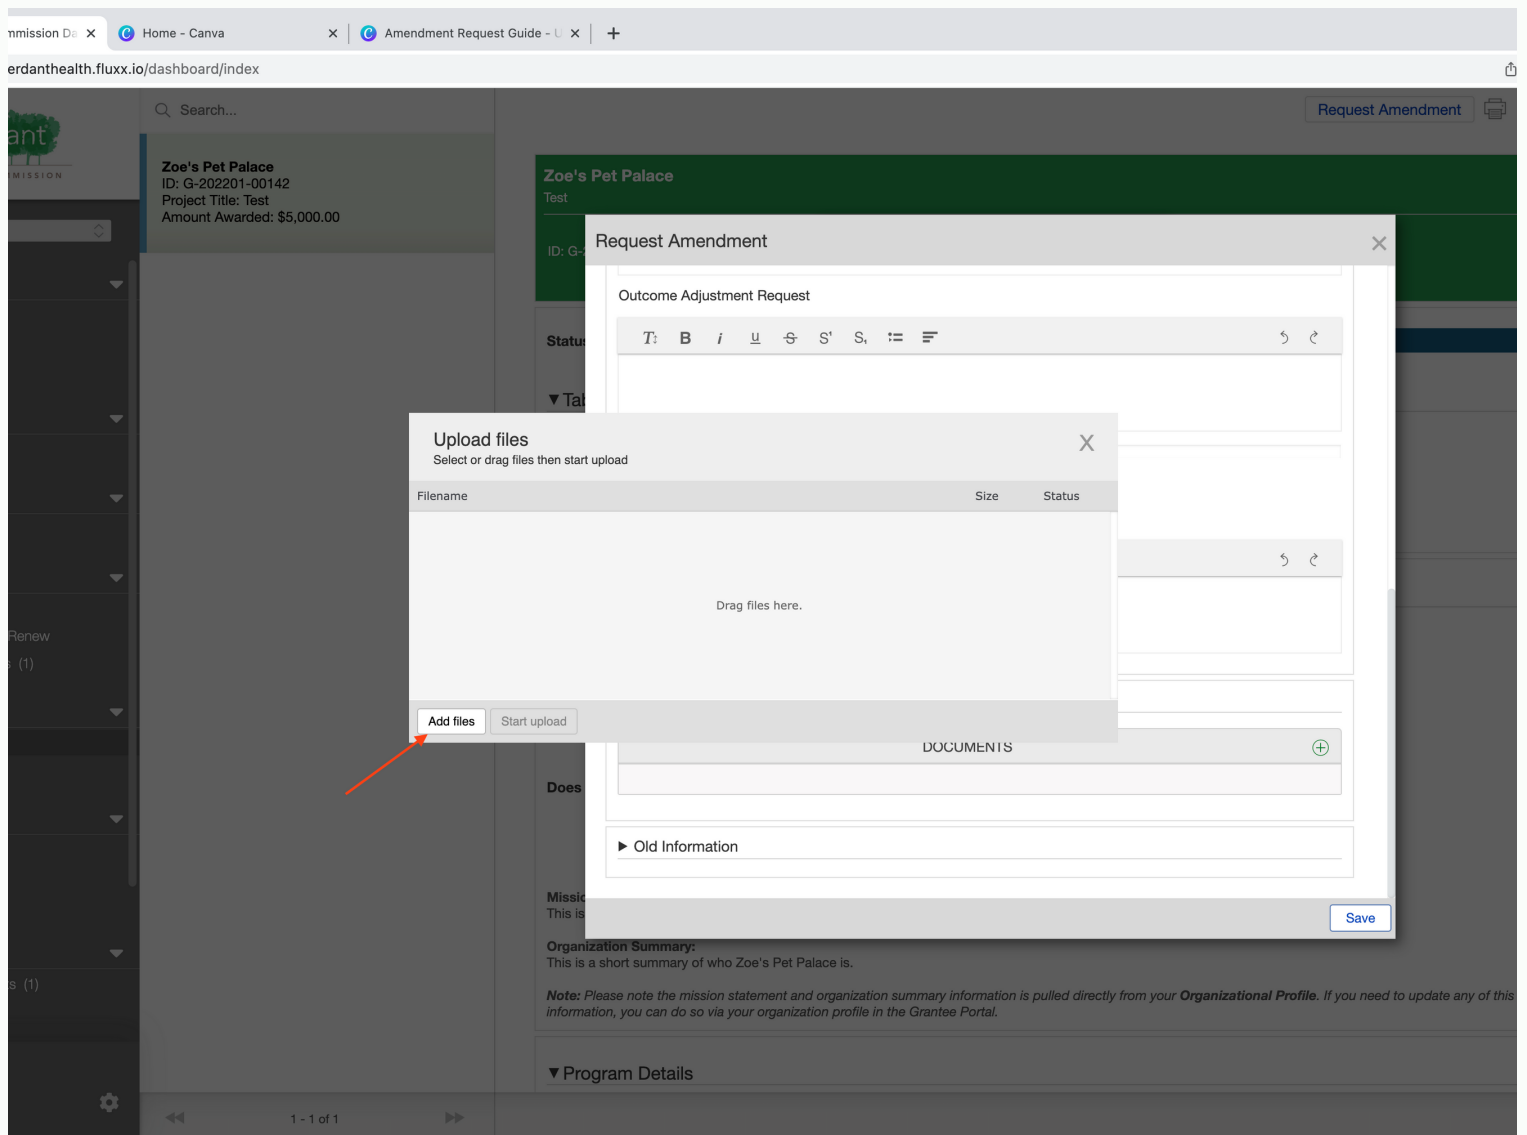 mmission Da
Home - Canva
Amendment Request Guide - U
erdanthealth.fluxx.io/dashboard/index
ant
MISSION
Search...
Request Amendment
Zoe's Pet Palace
ID: G-202201-00142
Project Title: Test
Amount Awarded: $5,000.00
Zoe's Pet Palace
Test
ID: G-2
Request Amendment
Outcome Adjustment Request
Status
▼Tab
Upload files
Select or drag files then start upload
X
Filename Size Status
Drag files here.
Renew
s (1)
Add files Start upload
DOCUMENTS
Does
Old Information
Missio
This is
Save
Organization Summary:
This is a short summary of who Zoe's Pet Palace is.
ts (1)
Note: Please note the mission statement and organization summary information is pulled directly from your Organizational Profile. If you need to update any of this
information, you can do so via your organization profile in the Grantee Portal.
▼Program Details
1 - 1 of 1